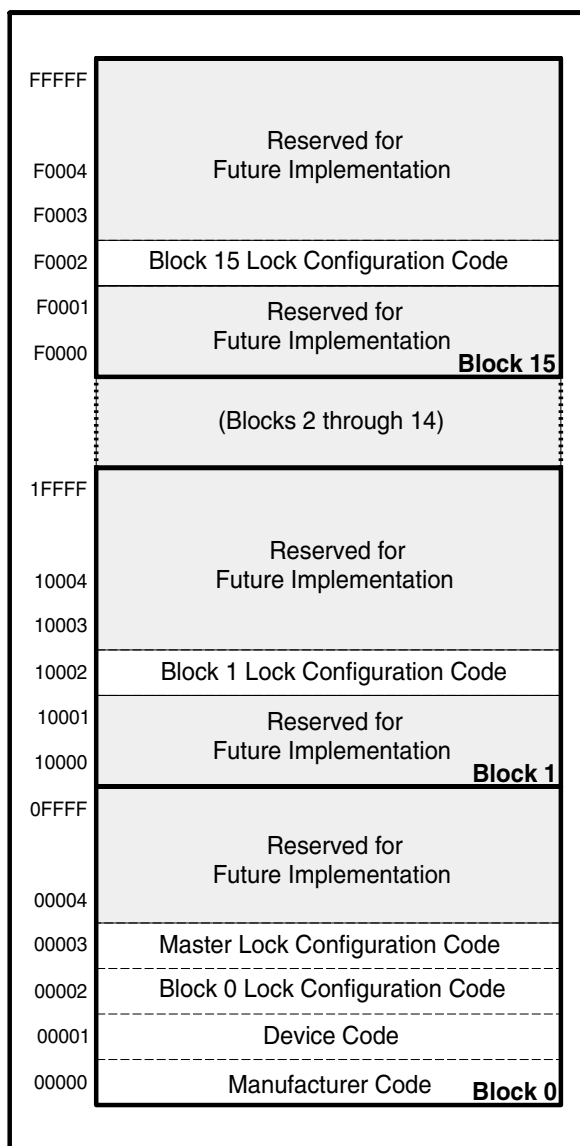 FFFFF
Reserved for
Future Implementation
F0004
F0003
F0002 Block 15 Lock Configuration Code
F0001
Reserved for
Future Implementation
F0000
Block 15
(Blocks 2 through 14)
1FFFF
Reserved for
Future Implementation
10004
10003
10002 Block 1 Lock Configuration Code
10001
Reserved for
Future Implementation
10000
Block 1
0FFFF
Reserved for
Future Implementation
00004
00003 Master Lock Configuration Code
00002 Block 0 Lock Configuration Code
00001 Device Code
00000 Manufacturer Code Block 0